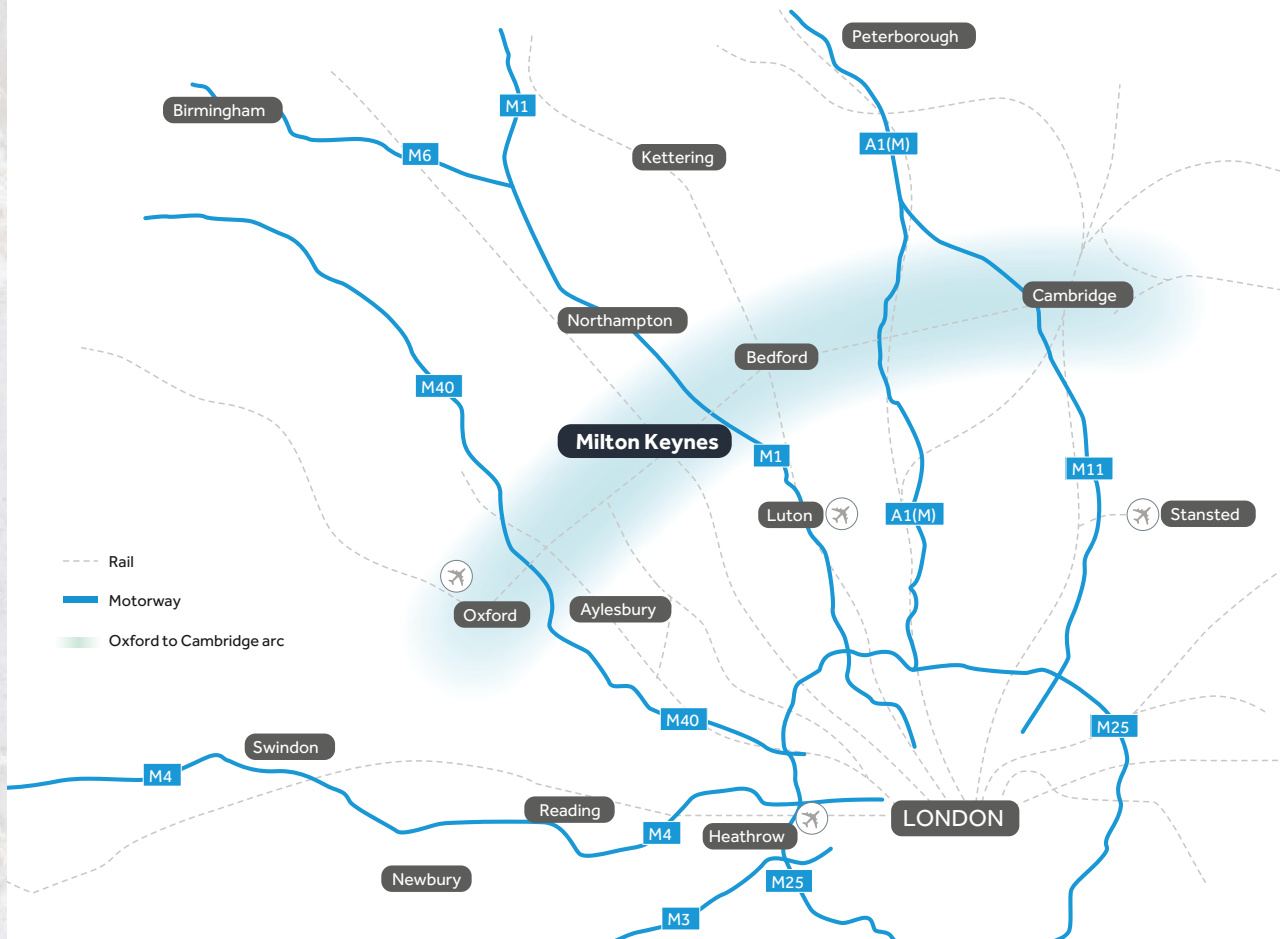 Peterborough
M1
Birmingham
A1(M)
M6
Kettering
Cambridge
Northampton
Bedford
M40
Milton Keynes
M1
M11
Luton
A1(M)
Stansted
Rail
Motorway
Oxford to Cambridge arc
Oxford
Aylesbury
M40
M25
Swindon
M4
Reading
M4
Heathrow
LONDON
Newbury
M25
M3